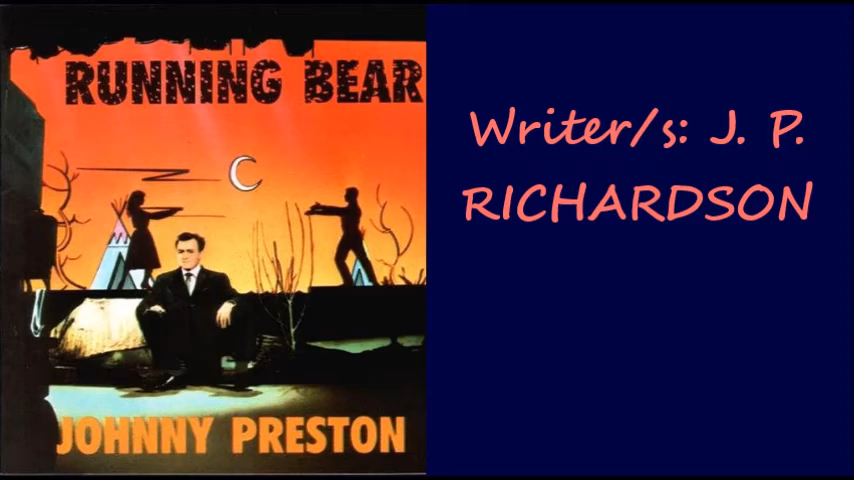 RUNNING BEAR
JOHNNY PRESTON
Writer/s: J. P.
RICHARDSON